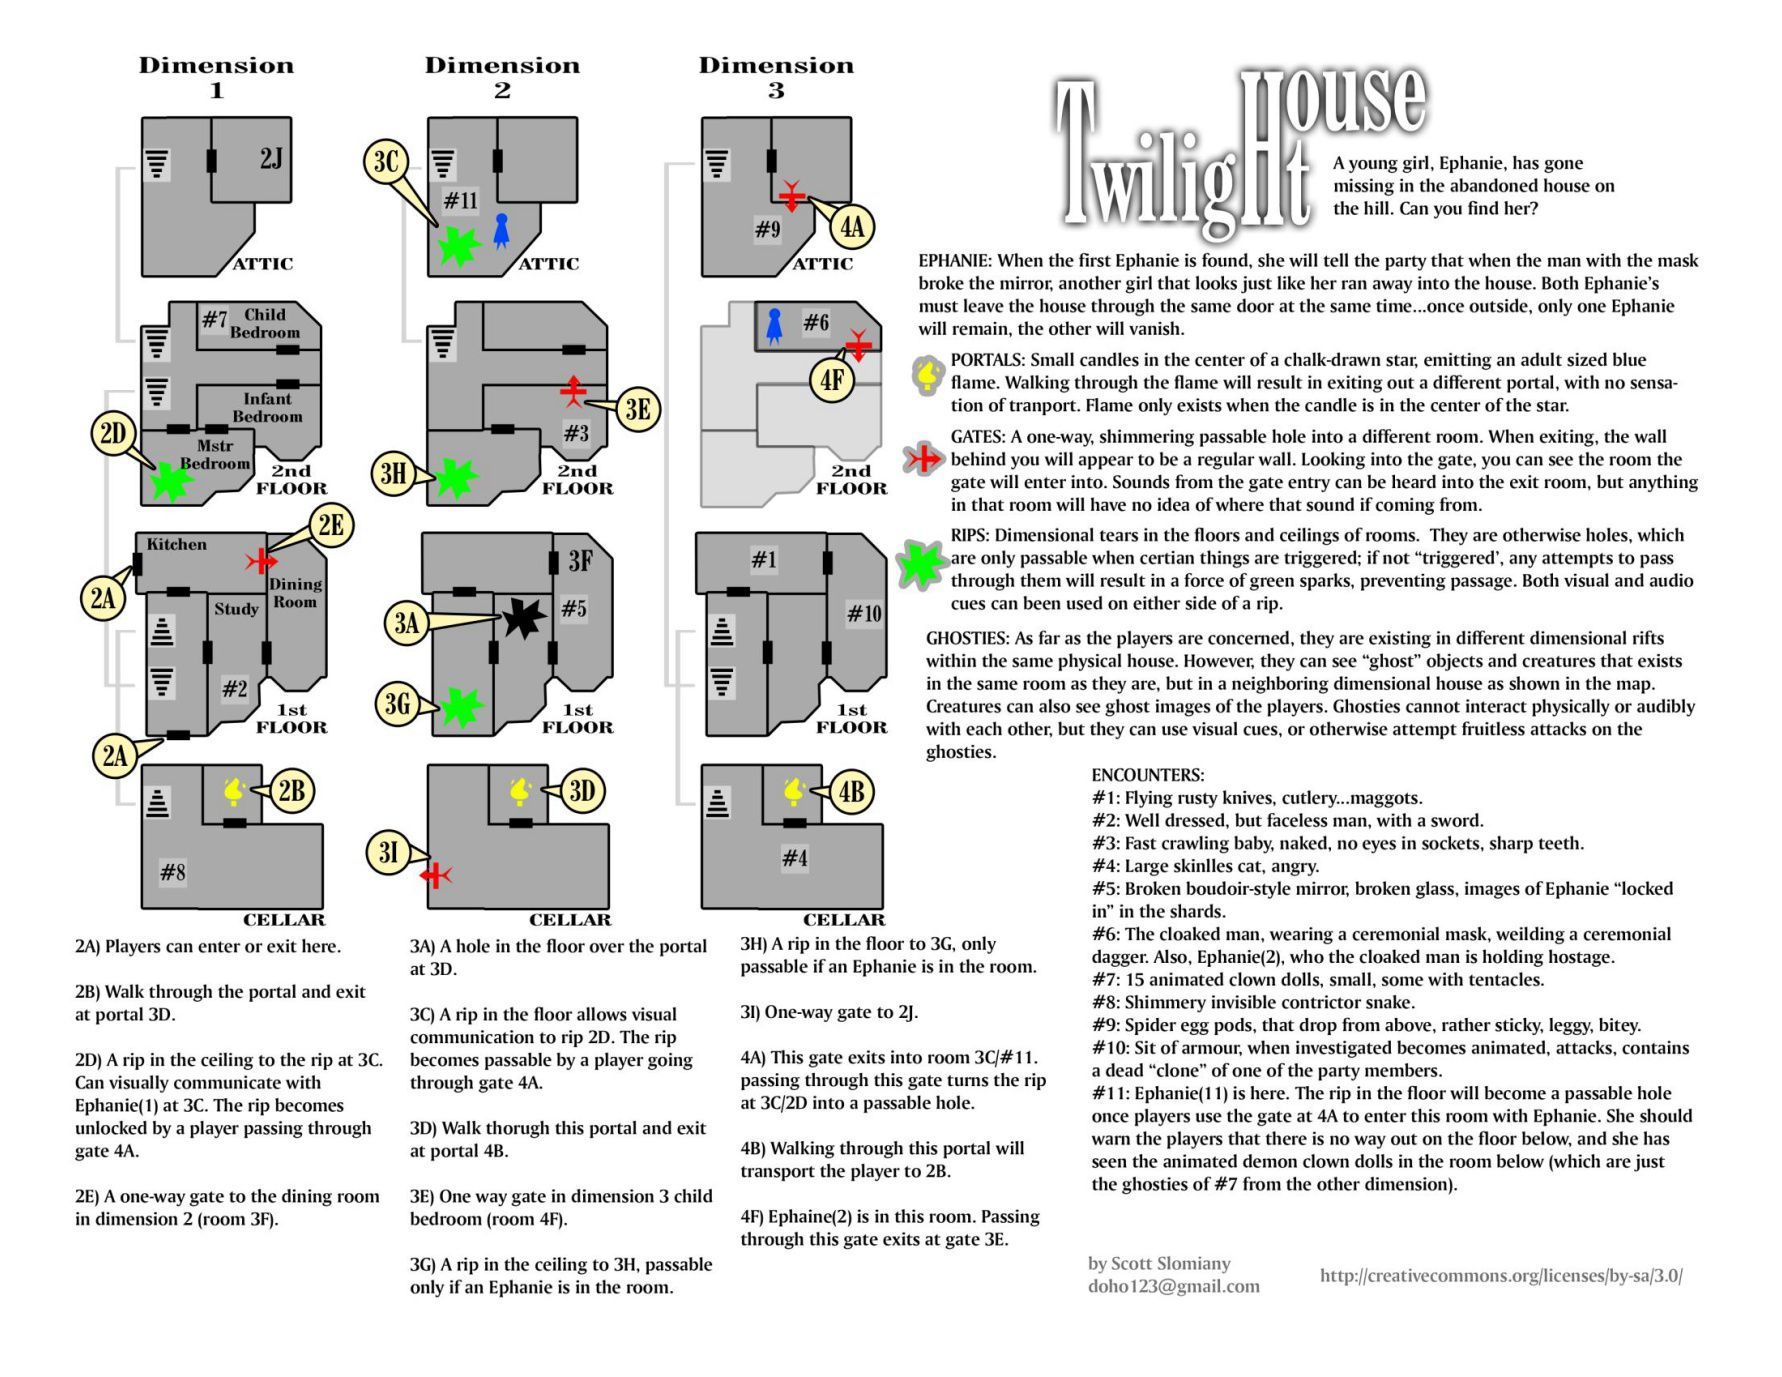 Dimension
1
Dimension
2
Dimension
3
TwiligHt House
A young girl, Ephanie, has gone
missing in the abandoned house on
the hill. Can you find her?
2J
ATTIC
3C
#11
ATTIC
4A
#9
ATTIC
#7 Child
Bedroom
Infant
Bedroom
2D
Mstr
Bedroom
2nd
FLOOR
3E
#3
3H
2nd
FLOOR
#6
4F
2nd
FLOOR
Kitchen
2E
2A
Dining
Room
Study
#2
1st
FLOOR
2A
3F
3A
#5
3G
1st
FLOOR
#1
#10
1st
FLOOR
2B
#8
CELLAR
3D
3I
CELLAR
4B
#4
CELLAR
EPHANIE: When the first Ephanie is found, she will tell the party that when the man with the mask
broke the mirror, another girl that looks just like her ran away into the house. Both Ephanie's
must leave the house through the same door at the same time...once outside, only one Ephanie
will remain, the other will vanish.
PORTALS: Small candles in the center of a chalk-drawn star, emitting an adult sized blue
flame. Walking through the flame will result in exiting out a different portal, with no sensa-
tion of tranport. Flame only exists when the candle is in the center of the star.
GATES: A one-way, shimmering passable hole into a different room. When exiting, the wall
behind you will appear to be a regular wall. Looking into the gate, you can see the room the
gate will enter into. Sounds from the gate entry can be heard into the exit room, but anything
in that room will have no idea of where that sound if coming from.
RIPS: Dimensional tears in the floors and ceilings of rooms. They are otherwise holes, which
are only passable when certian things are triggered; if not “triggered’, any attempts to pass
through them will result in a force of green sparks, preventing passage. Both visual and audio
cues can been used on either side of a rip.
GHOSTIES: As far as the players are concerned, they are existing in different dimensional rifts
within the same physical house. However, they can see “ghost” objects and creatures that exists
in the same room as they are, but in a neighboring dimensional house as shown in the map.
Creatures can also see ghost images of the players. Ghosties cannot interact physically or audibly
with each other, but they can use visual cues, or otherwise attempt fruitless attacks on the
ghosties.
ENCOUNTERS:
#1: Flying rusty knives, cutlery...maggots.
#2: Well dressed, but faceless man, with a sword.
#3: Fast crawling baby, naked, no eyes in sockets, sharp teeth.
#4: Large skinlles cat, angry.
#5: Broken boudoir-style mirror, broken glass, images of Ephanie “locked
in” in the shards.
#6: The cloaked man, wearing a ceremonial mask, weilding a ceremonial
dagger. Also, Ephanie(2), who the cloaked man is holding hostage.
#7: 15 animated clown dolls, small, some with tentacles.
#8: Shimmery invisible contrictor snake.
#9: Spider egg pods, that drop from above, rather sticky, leggy, bitey.
#10: Sit of armour, when investigated becomes animated, attacks, contains
a dead “clone” of one of the party members.
#11: Ephanie(11) is here. The rip in the floor will become a passable hole
once players use the gate at 4A to enter this room with Ephanie. She should
warn the players that there is no way out on the floor below, and she has
seen the animated demon clown dolls in the room below (which are just
the ghosties of #7 from the other dimension).
2A) Players can enter or exit here.
2B) Walk through the portal and exit
at portal 3D.
2D) A rip in the ceiling to the rip at 3C.
Can visually communicate with
Ephanie(1) at 3C. The rip becomes
unlocked by a player passing through
gate 4A.
2E) A one-way gate to the dining room
in dimension 2 (room 3F).
3A) A hole in the floor over the portal
at 3D.
3C) A rip in the floor allows visual
communication to rip 2D. The rip
becomes passable by a player going
through gate 4A.
3D) Walk thorugh this portal and exit
at portal 4B.
3E) One way gate in dimension 3 child
bedroom (room 4F).
3G) A rip in the ceiling to 3H, passable
only if an Ephanie is in the room.
3H) A rip in the floor to 3G, only
passable if an Ephanie is in the room.
3I) One-way gate to 2J.
4A) This gate exits into room 3C/#11.
passing through this gate turns the rip
at 3C/2D into a passable hole.
4B) Walking through this portal will
transport the player to 2B.
4F) Ephaine(2) is in this room. Passing
through this gate exits at gate 3E.
by Scott Slomiany
doho123@gmail.com
http://creativecommons.org/licenses/by-sa/3.0/